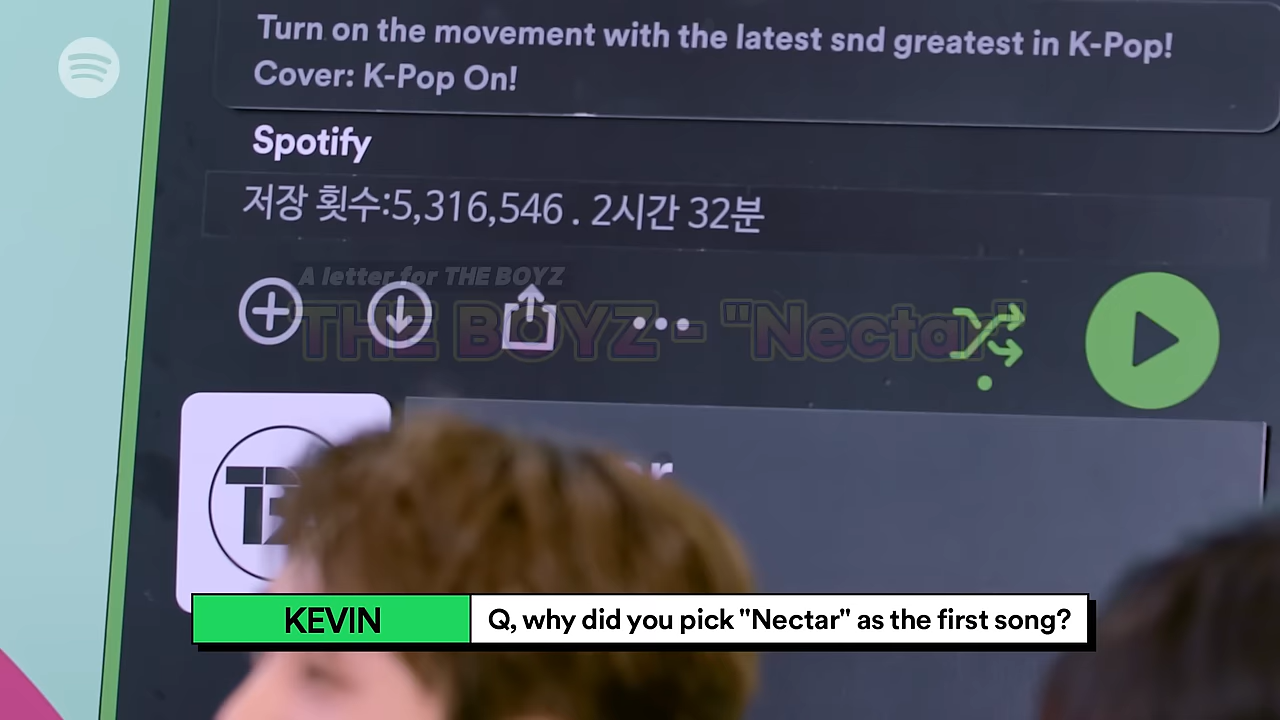 Turn on the movement with the latest snd greatest in K-Pop!
Cover: K-Pop On!
Spotify
저장 횟수:5,316,546 . 2시간 32분
A letter for THE BOYZ
THE BOYZ - "Nectar"
KEVIN
Q, why did you pick "Nectar" as the first song?